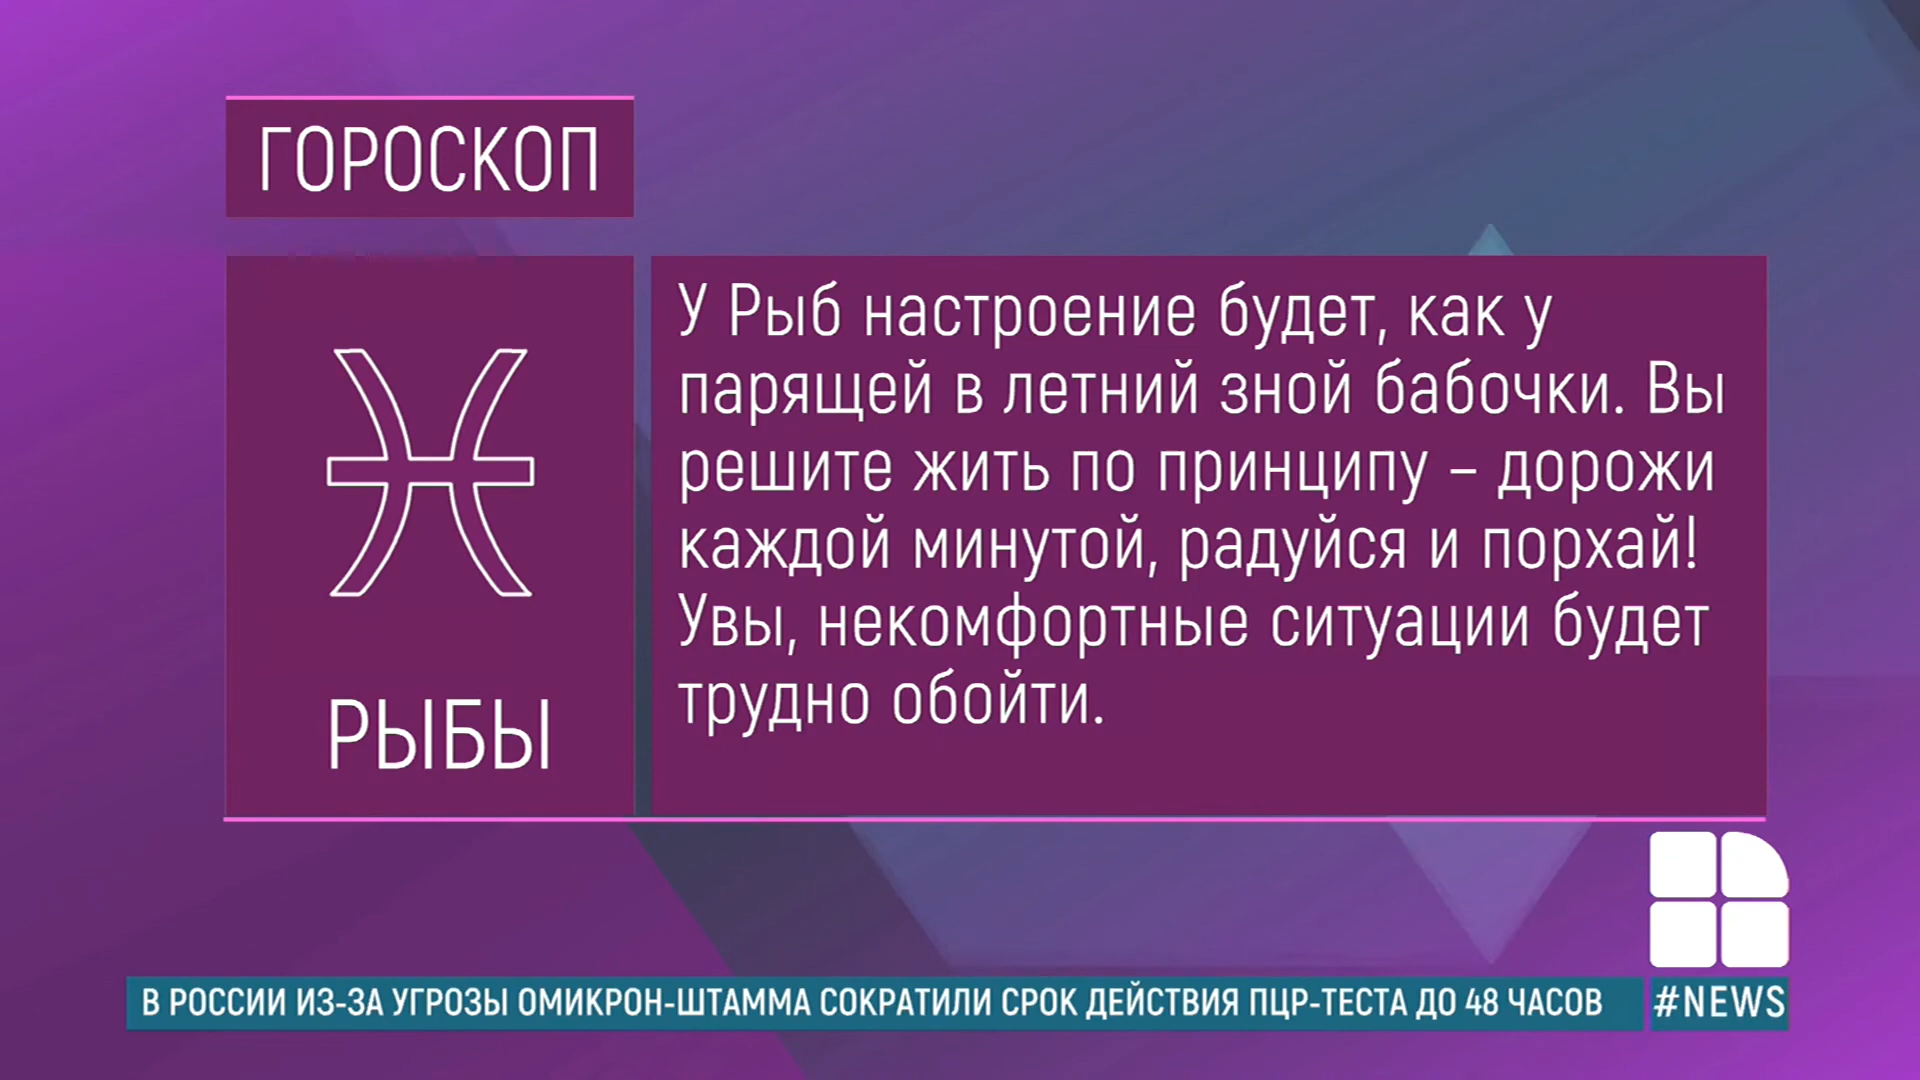 ГОРОСКОП
РЫБЫ
У Рыб настроение будет, как у
парящей в летний зной бабочки. Вы
решите жить по принципу – дорожи
каждой минутой, радуйся и порхай!
Увы, некомфортные ситуации будет
трудно обойти.
В РОССИИ ИЗ-ЗА УГРОЗЫ ОМИКРОН-ШТАММА СОКРАТИЛИ СРОК ДЕЙСТВИЯ ПЦР-ТЕСТА ДО 48 ЧАСОВ
#NEWS